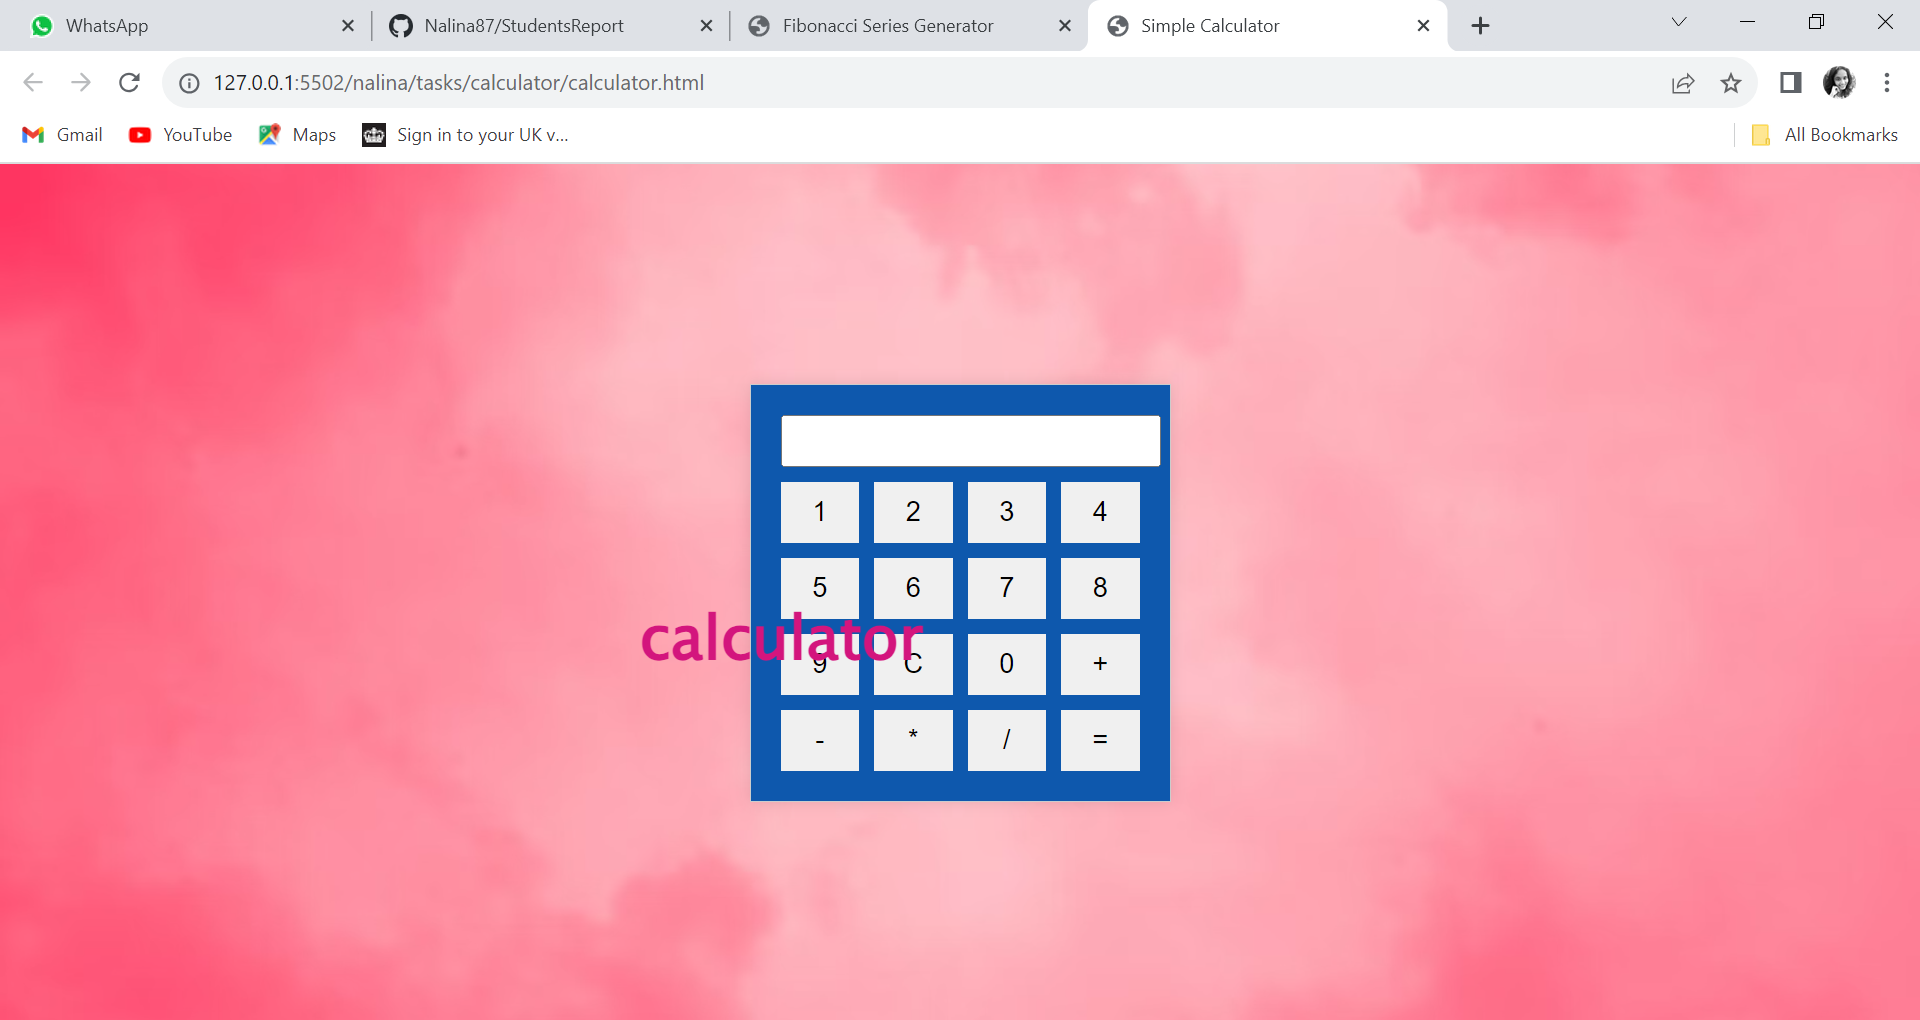 WhatsApp
Nalina87/StudentsReport
Fibonacci Series Generator
Simple Calculator
127.0.0.1:5502/nalina/tasks/calculator/calculator.html
Gmail
YouTube
Maps
Sign in to your UK v...
All Bookmarks
1 2 3 4
5 6 7 8
calculator
9 C 0 +
- * / =